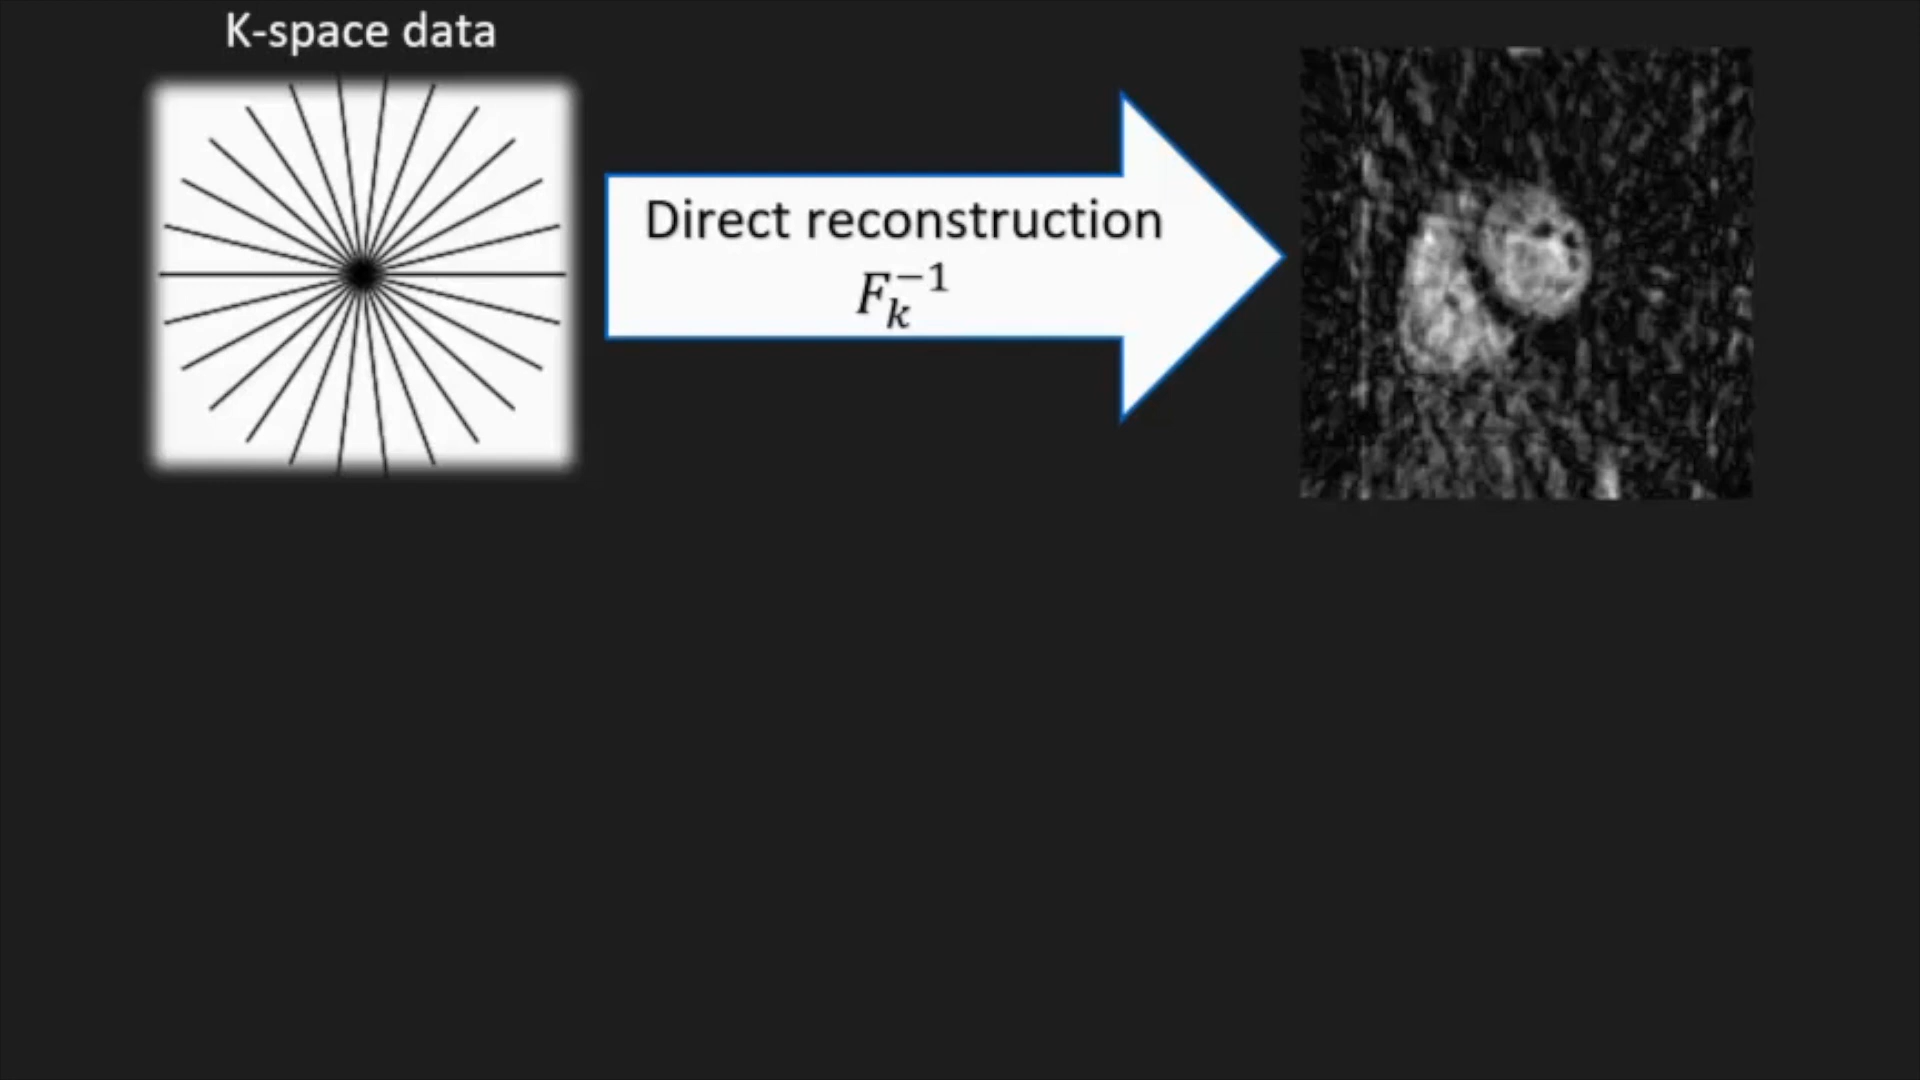 K-space data
Direct reconstruction
$F_k^{-1}$